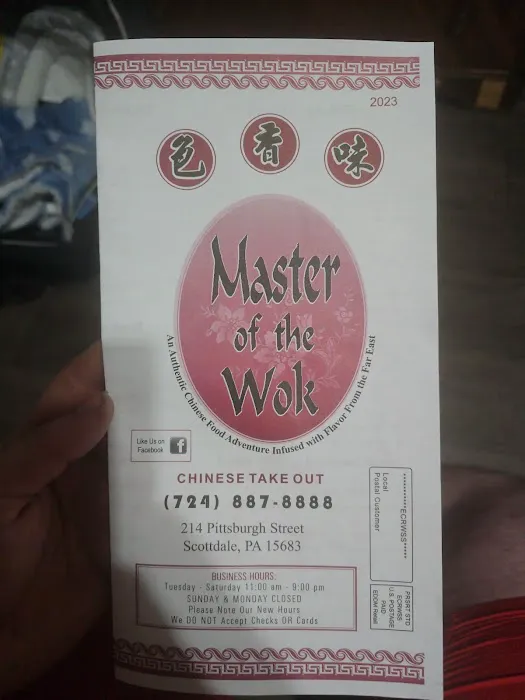 2023
色 香 味
Master
of the
Wok
An Authentic Chinese Food Adventure Infused with Flavor From the Far East
Like Us on
Facebook
f
CHINESE TAKE OUT
(724) 887-8888
214 Pittsburgh Street
Scottdale, PA 15683
BUSINESS HOURS:
Tuesday - Saturday 11:00 am - 9:00 pm
SUNDAY & MONDAY CLOSED
Please Note Our New Hours
We DO NOT Accept Checks OR Cards
***********ECRWSS*****
Local
Postal Customer
PRSRT STD
ECRWSS
U.S. POSTAGE
PAID
EDDM Retail